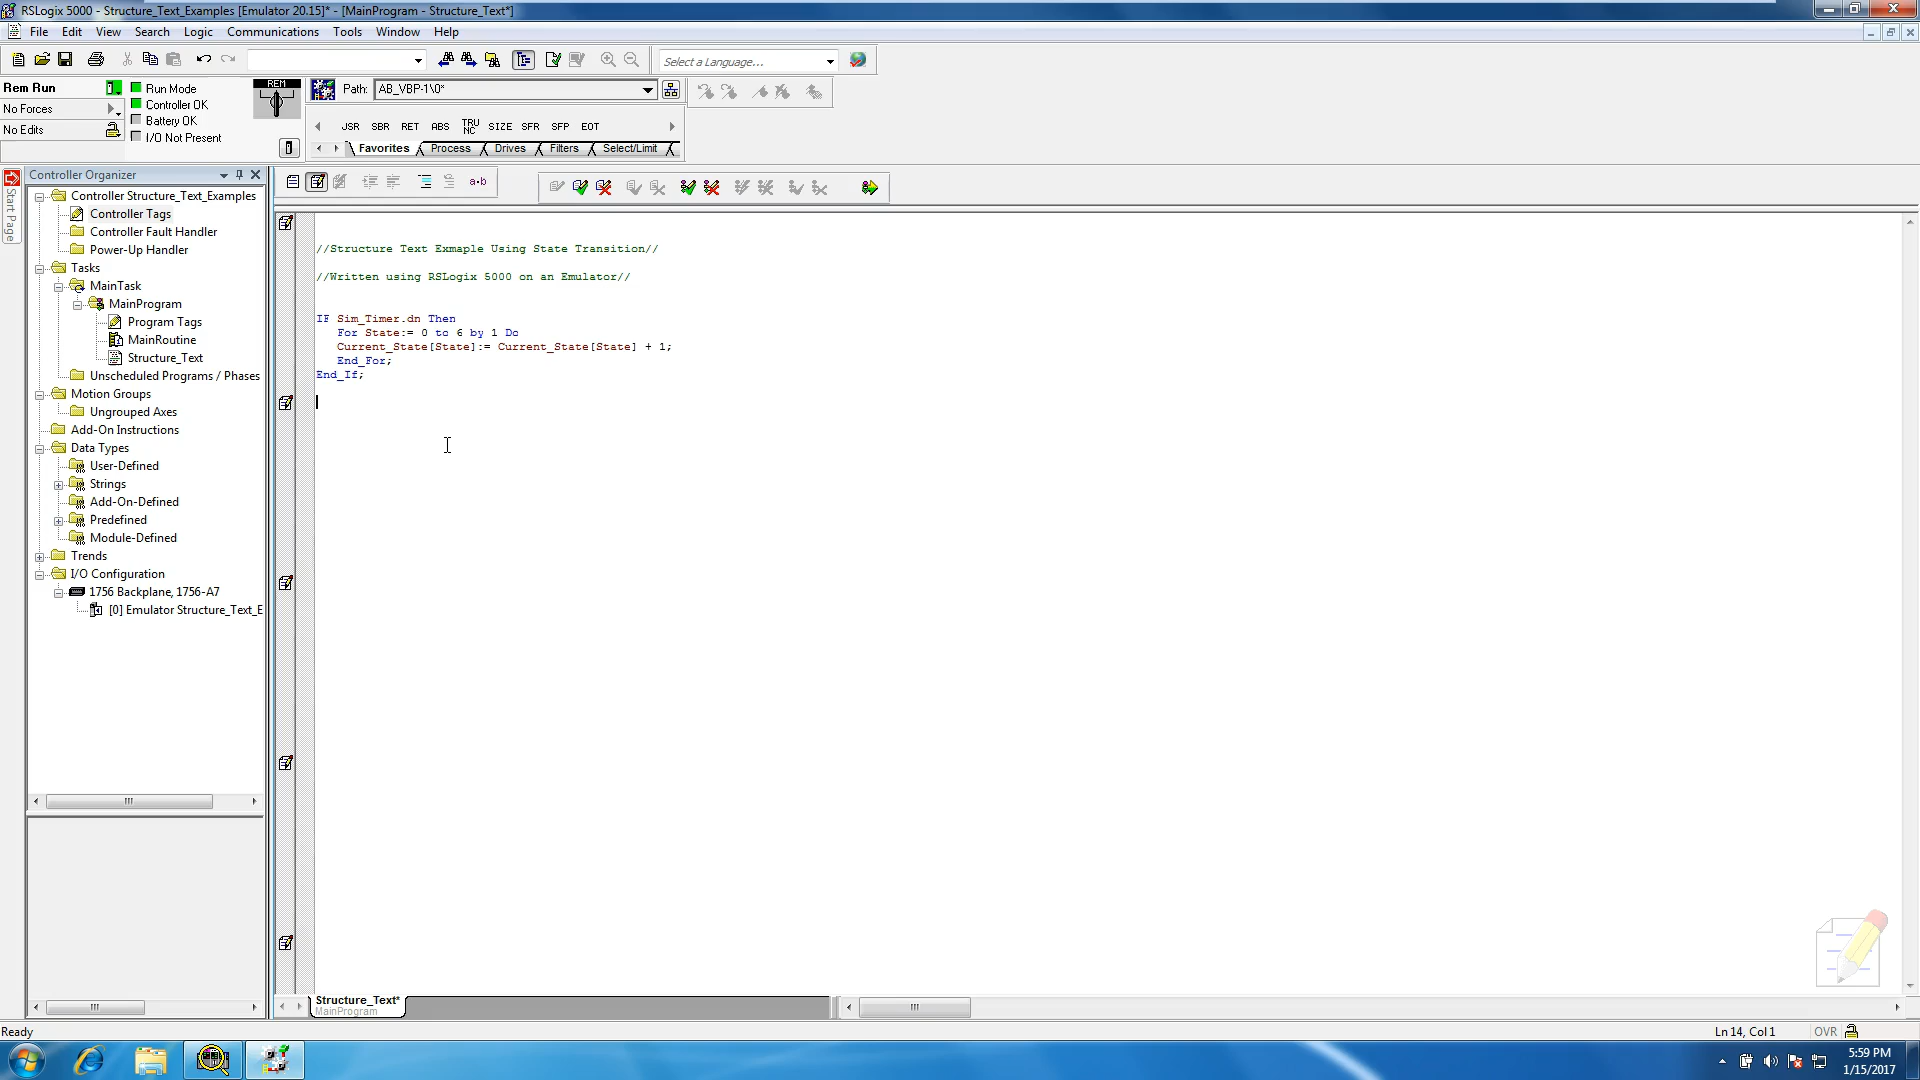 RSLogix 5000 - Structure_Text_Examples [Emulator 20.15]* - [MainProgram - Structure_Text*]
File Edit View Search Logic Communications Tools Window Help
Select a Language...
Rem Run
No Forces
No Edits
Run Mode
Controller OK
Battery OK
I/O Not Present
REM
Path: AB_VBP-1\0*
JSR SBR RET ABS TRUNC SIZE SFR SFP EOT
Favorites Process Drives Filters Select/Limit
Start Page
Controller Organizer
Controller Structure_Text_Examples
Controller Tags
Controller Fault Handler
Power-Up Handler
Tasks
MainTask
MainProgram
Program Tags
MainRoutine
Structure_Text
Unscheduled Programs / Phases
Motion Groups
Ungrouped Axes
Add-On Instructions
Data Types
User-Defined
Strings
Add-On-Defined
Predefined
Module-Defined
Trends
I/O Configuration
1756 Backplane, 1756-A7
[0] Emulator Structure_Text_E
a-b
//Structure Text Exmaple Using State Transition//
//Written using RSLogix 5000 on an Emulator//
IF Sim_Timer.dn Then
For State:= 0 to 6 by 1 Do
Current_State[State]:= Current_State[State] + 1;
End_For;
End_If;
Structure_Text*
MainProgram
Ready
Ln 14, Col 1
OVR
5:59 PM
1/15/2017